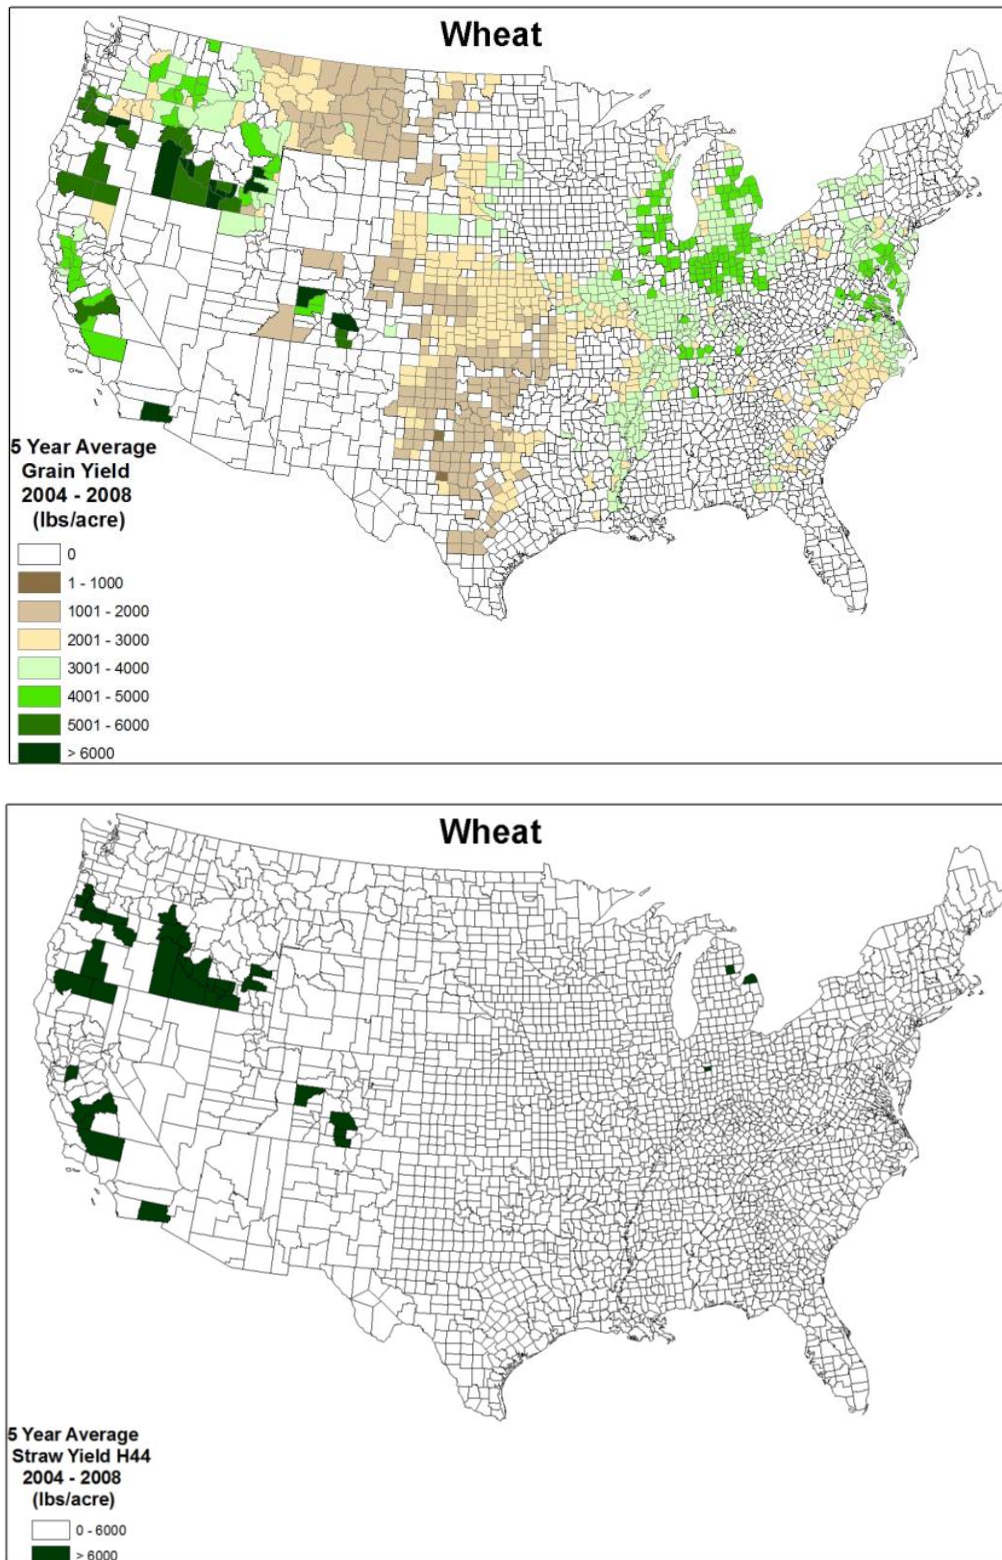 Wheat
5 Year Average
Grain Yield
2004 - 2008
(lbs/acre)
0
1 - 1000
1001 - 2000
2001 - 3000
3001 - 4000
4001 - 5000
5001 - 6000
> 6000
Wheat
5 Year Average
Straw Yield H44
2004 - 2008
(lbs/acre)
0 - 6000
> 6000